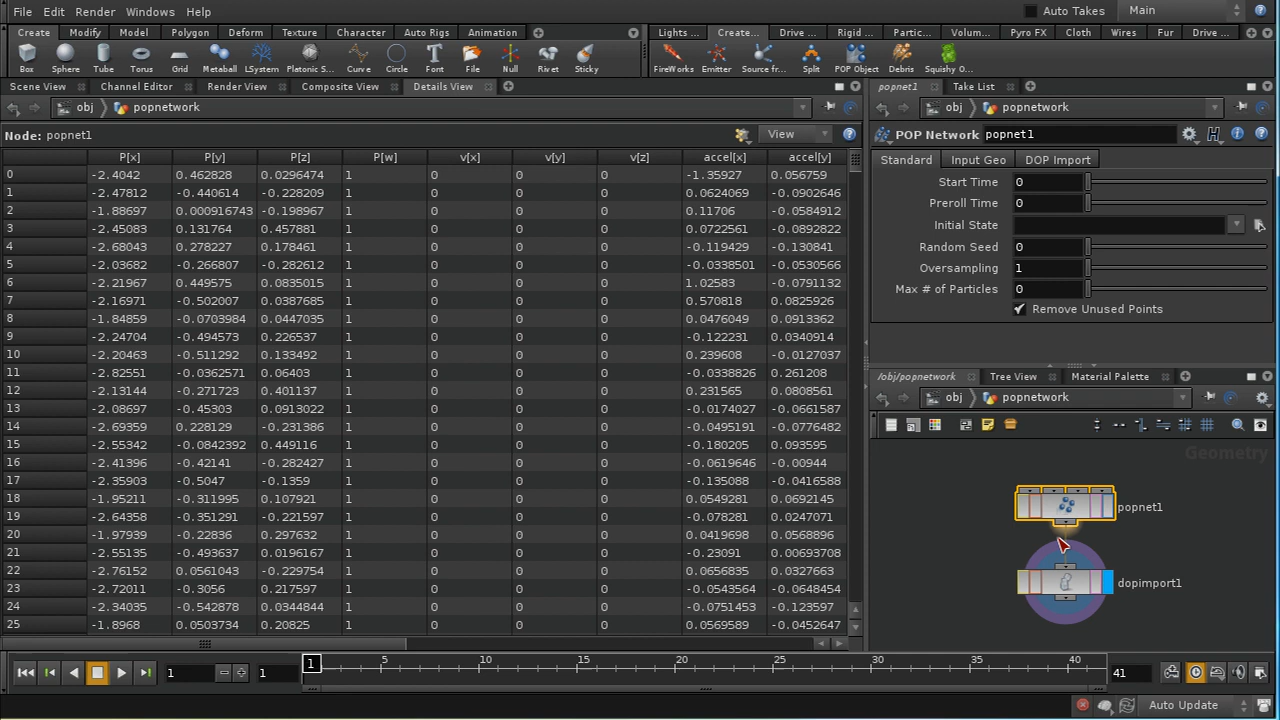 File Edit Render Windows Help Auto Takes Main
Create Modify Model Polygon Deform Texture Character Auto Rigs Animation Lights ... Create... Drive ... Rigid ... Partic... Volum... Pyro FX Cloth Wires Fur Drive ...
Box Sphere Tube Torus Grid Metaball LSystem Platonic S... Curve Circle Font File Null Rivet Sticky FireWorks Emitter Source fr... Split POP Object Debris Squishy O...
Scene View Channel Editor Render View Composite View Details View popnet1 Take List
obj popnetwork obj popnetwork
Node: popnet1 View
POP Network popnet1
P[x] P[y] P[z] P[w] v[x] v[y] v[z] accel[x] accel[y]
0 -2.4042 0.462828 0.0296474 1 0 0 0 -1.35927 0.056759
1 -2.47812 -0.440614 -0.228209 1 0 0 0 0.0624069 -0.0902646
2 -1.88697 0.000916743 -0.198967 1 0 0 0 0.11706 -0.0584912
3 -2.45083 0.131764 0.457881 1 0 0 0 0.0722561 -0.0892822
4 -2.68043 0.278227 0.178461 1 0 0 0 -0.119429 -0.130841
5 -2.03682 -0.266807 -0.282612 1 0 0 0 -0.0338501 -0.0530566
6 -2.21967 0.449575 0.0835015 1 0 0 0 1.02583 -0.0791132
7 -2.16971 -0.502007 0.0387685 1 0 0 0 0.570818 0.0825926
8 -1.84859 -0.0703984 0.0447035 1 0 0 0 0.0476049 0.0913362
9 -2.24704 -0.494573 0.226537 1 0 0 0 -0.122231 0.0340914
10 -2.20463 -0.511292 0.133492 1 0 0 0 0.239608 -0.0127037
11 -2.82551 -0.0362571 0.06403 1 0 0 0 -0.0338826 0.261208
12 -2.13144 -0.271723 0.401137 1 0 0 0 0.231565 0.0808561
13 -2.08697 -0.45303 0.0913022 1 0 0 0 -0.0174027 -0.0661587
14 -2.69359 0.228129 -0.231386 1 0 0 0 -0.0495191 -0.0776482
15 -2.55342 -0.0842392 0.449116 1 0 0 0 -0.180205 0.093595
16 -2.41396 -0.42141 -0.282427 1 0 0 0 -0.0619646 -0.00944
17 -2.35903 -0.5047 -0.1359 1 0 0 0 -0.135088 -0.0416588
18 -1.95211 -0.311995 0.107921 1 0 0 0 0.0549281 0.0692145
19 -2.64358 -0.351291 -0.221597 1 0 0 0 -0.078281 0.0247071
20 -1.97939 -0.22836 0.297632 1 0 0 0 0.0419698 0.0568896
21 -2.55135 -0.493637 0.0196167 1 0 0 0 -0.23091 0.00693708
22 -2.76152 0.0561043 -0.229754 1 0 0 0 0.0656835 0.0327663
23 -2.72011 -0.3056 0.217597 1 0 0 0 -0.0543564 -0.0648454
24 -2.34035 -0.542878 0.0344844 1 0 0 0 -0.0751453 -0.123597
25 -1.8968 0.0503734 0.20825 1 0 0 0 0.0569589 -0.0452647
Standard Input Geo DOP Import
Start Time 0
Preroll Time 0
Initial State
Random Seed 0
Oversampling 1
Max # of Particles 0
Remove Unused Points
/obj/popnetwork Tree View Material Palette
obj popnetwork
Geometry
popnet1
dopimport1
1 1 1 5 10 15 20 25 30 35 40 41
Auto Update